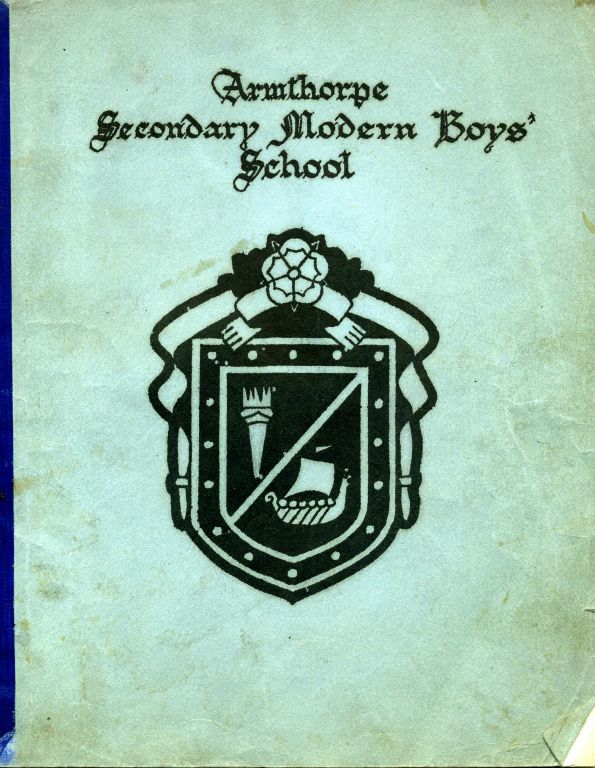 Armthorpe
Secondary Modern Boys'
School